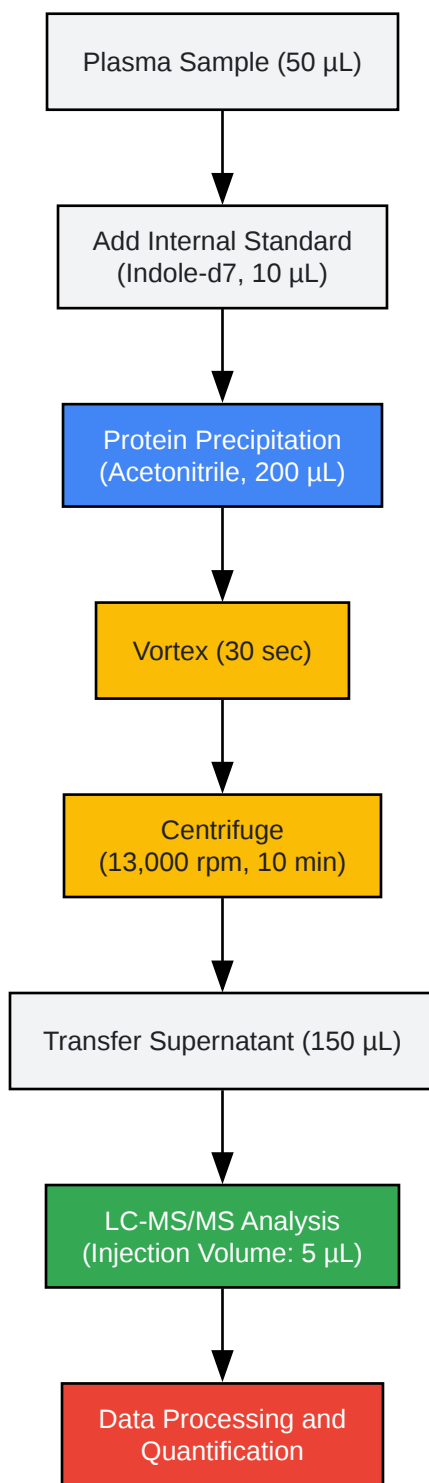 Plasma Sample (50 µL)
Add Internal Standard
(Indole-d7, 10 µL)
Protein Precipitation
(Acetonitrile, 200 µL)
Vortex (30 sec)
Centrifuge
(13,000 rpm, 10 min)
Transfer Supernatant (150 µL)
LC-MS/MS Analysis
(Injection Volume: 5 µL)
Data Processing and
Quantification